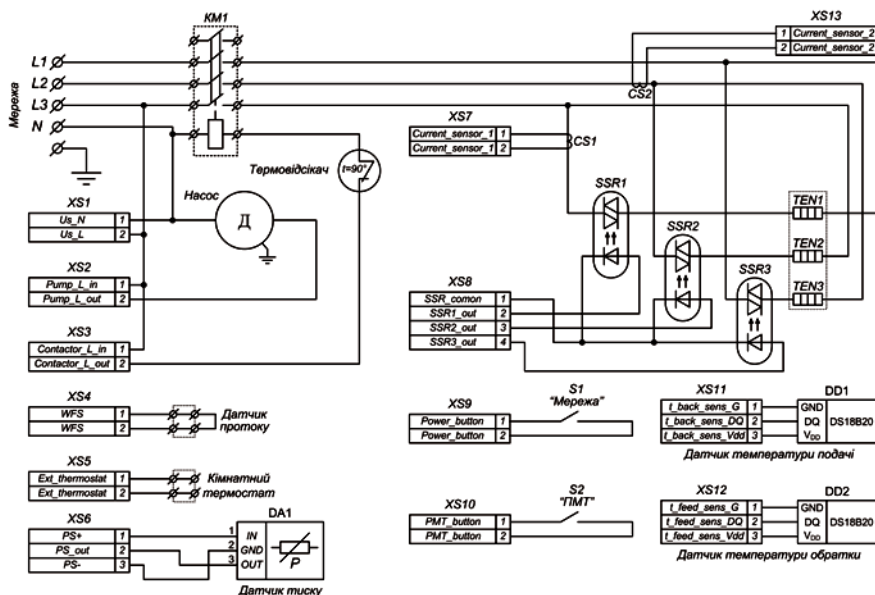 KM1
XS13
1 Current_sensor_2
2 Current_sensor_2
Мережа
L1
L2
L3
N
CS2
XS7
Current_sensor_1 1
Current_sensor_1 2
CS1
Термовідсікач
t=90°
Насос
Д
XS1
Us_N 1
Us_L 2
SSR1
SSR2
SSR3
TEN1
TEN2
TEN3
XS2
Pump_L_in 1
Pump_L_out 2
XS8
SSR_comon 1
SSR1_out 2
SSR2_out 3
SSR3_out 4
XS3
Contactor_L_in 1
Contactor_L_out 2
XS4
WFS 1
WFS 2
Датчик
протоку
XS9
Power_button 1
Power_button 2
S1
"Мережа"
XS11
t_back_sens_G 1
t_back_sens_DQ 2
t_back_sens_Vdd 3
DD1
GND
DQ
VDD
DS18B20
Датчик температури подачі
XS5
Ext_thermostat 1
Ext_thermostat 2
Кімнатний
термостат
XS6
PS+ 1
PS_out 2
PS- 3
DA1
1 IN
2 GND
3 OUT
P
Датчик тиску
XS10
PMT_button 1
PMT_button 2
S2
"ПМТ"
XS12
t_feed_sens_G 1
t_feed_sens_DQ 2
t_feed_sens_Vdd 3
DD2
GND
DQ
VDD
DS18B20
Датчик температури обратки